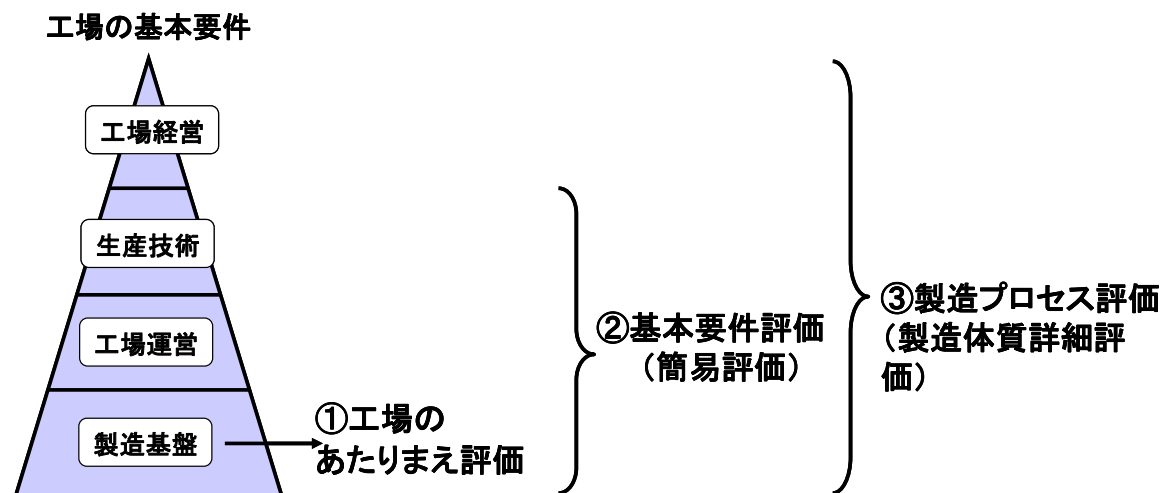 工場の基本要件
工場経営
生産技術
工場運営
製造基盤
①工場の
あたりまえ評価
②基本要件評価
（簡易評価）
③製造プロセス評価
（製造体質詳細評
価）